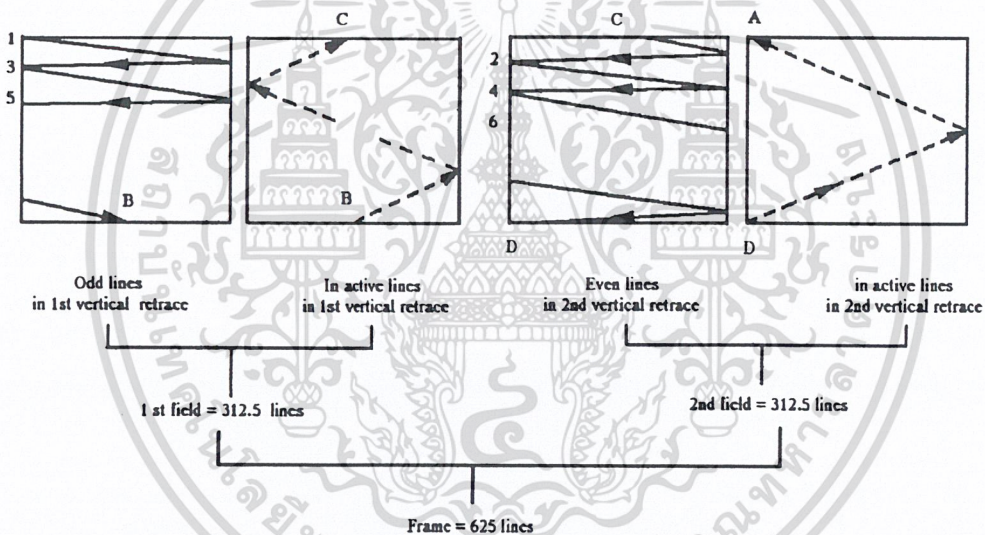 C
C
A
1
3
5
2
4
6
B
B
D
D
Odd lines
in 1st vertical retrace
In active lines
in 1st vertical retrace
Even lines
in 2nd vertical retrace
in active lines
in 2nd vertical retrace
1 st field = 312.5 lines
2nd field = 312.5 lines
Frame = 625 lines